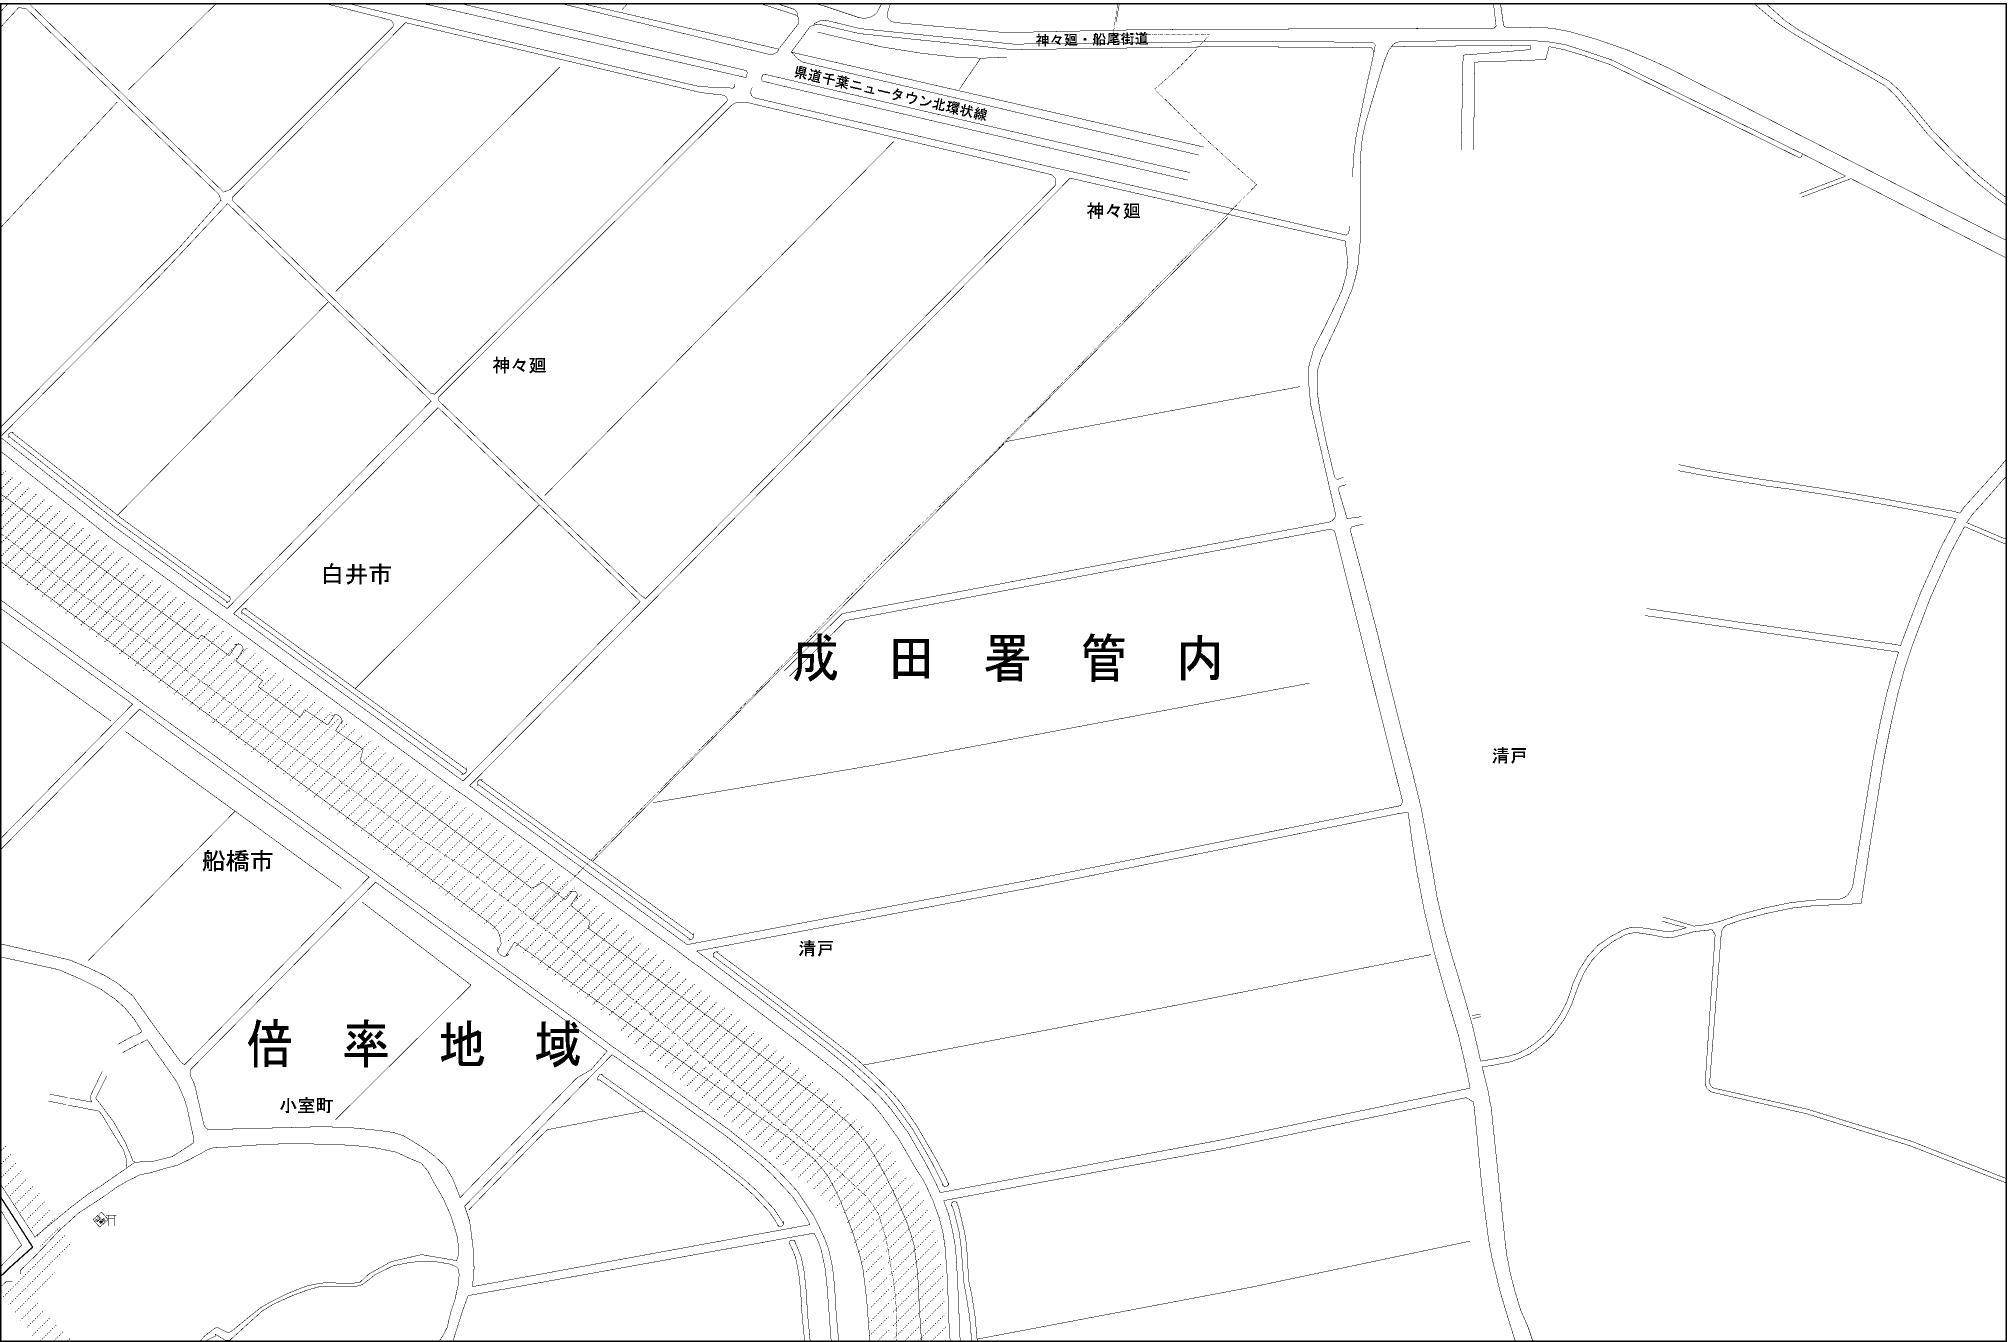 神々廻・船尾街道
県道千葉ニュータウン北環状線
神々廻
神々廻
白井市
成田署管内
清戸
船橋市
清戸
倍率地域
小室町